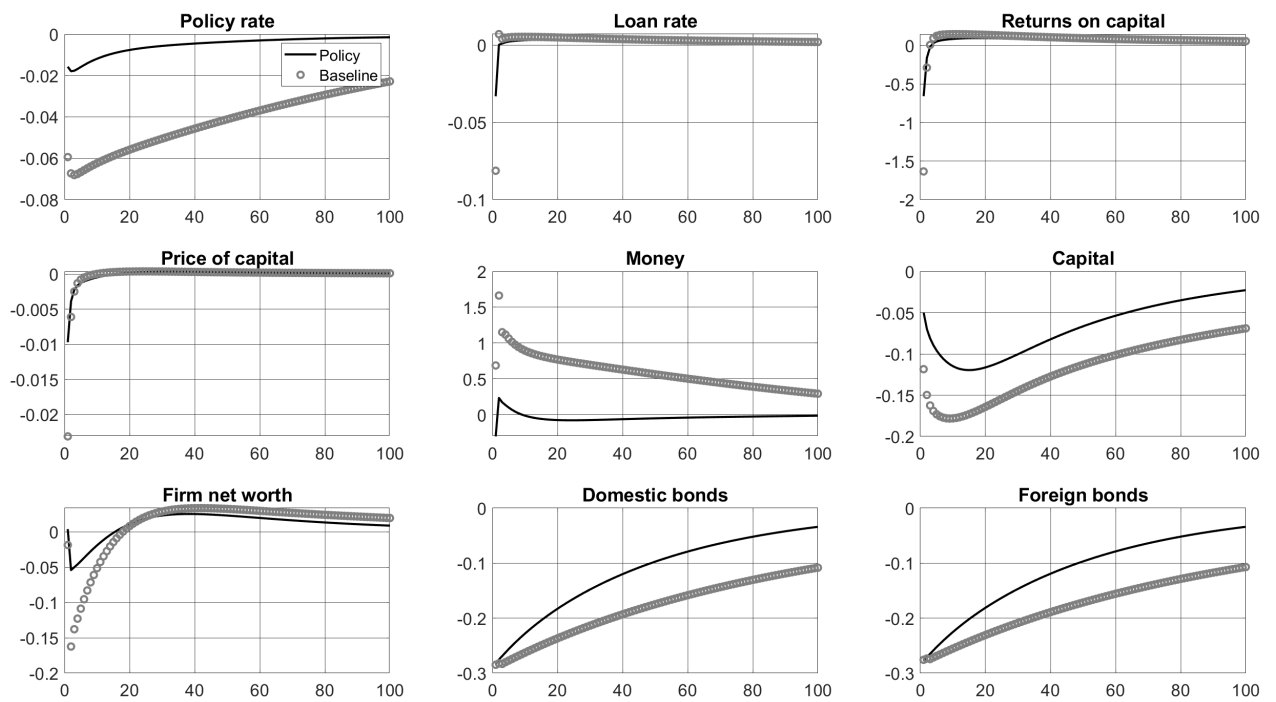 Policy rate
0
-0.02
-0.04
-0.06
-0.08
0 20 40 60 80 100
Policy
Baseline
Loan rate
0
-0.05
-0.1
0 20 40 60 80 100
Returns on capital
0
-0.5
-1
-1.5
-2
0 20 40 60 80 100
Price of capital
0
-0.005
-0.01
-0.015
-0.02
0 20 40 60 80 100
Money
2
1.5
1
0.5
0
0 20 40 60 80 100
Capital
0
-0.05
-0.1
-0.15
-0.2
0 20 40 60 80 100
Firm net worth
0
-0.05
-0.1
-0.15
-0.2
0 20 40 60 80 100
Domestic bonds
0
-0.1
-0.2
-0.3
0 20 40 60 80 100
Foreign bonds
0
-0.1
-0.2
-0.3
0 20 40 60 80 100